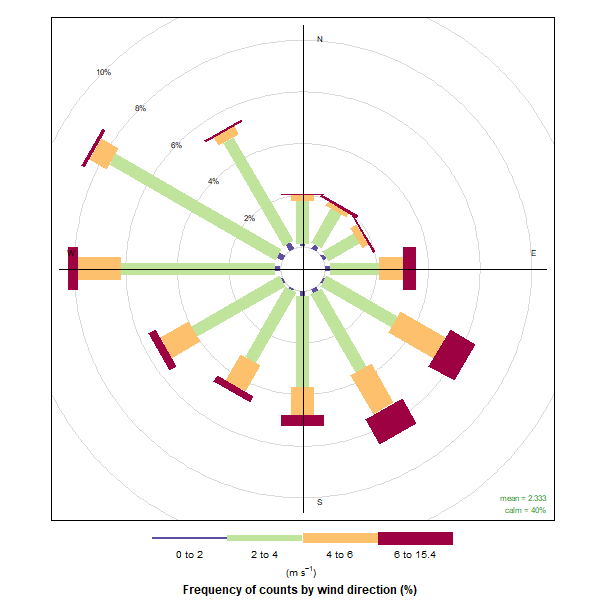 N
10%
8%
6%
4%
2%
W
E
S
mean = 2.333
calm = 40%
0 to 2
2 to 4
4 to 6
6 to 15.4
(m s⁻¹)
Frequency of counts by wind direction (%)